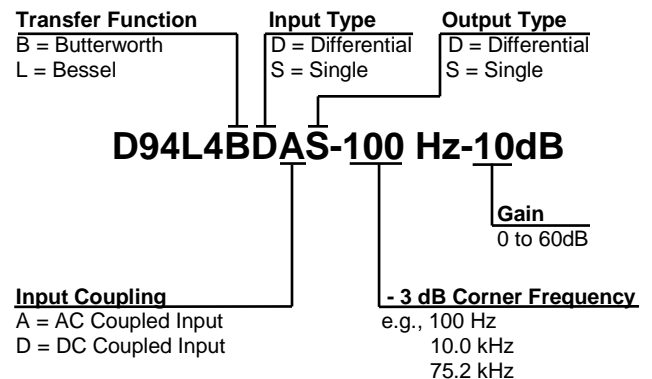 Transfer Function
B = Butterworth
L = Bessel
Input Type
D = Differential
S = Single
Output Type
D = Differential
S = Single
D94L4BDAS-100 Hz-10dB
Gain
0 to 60dB
Input Coupling
A = AC Coupled Input
D = DC Coupled Input
- 3 dB Corner Frequency
e.g., 100 Hz
10.0 kHz
75.2 kHz